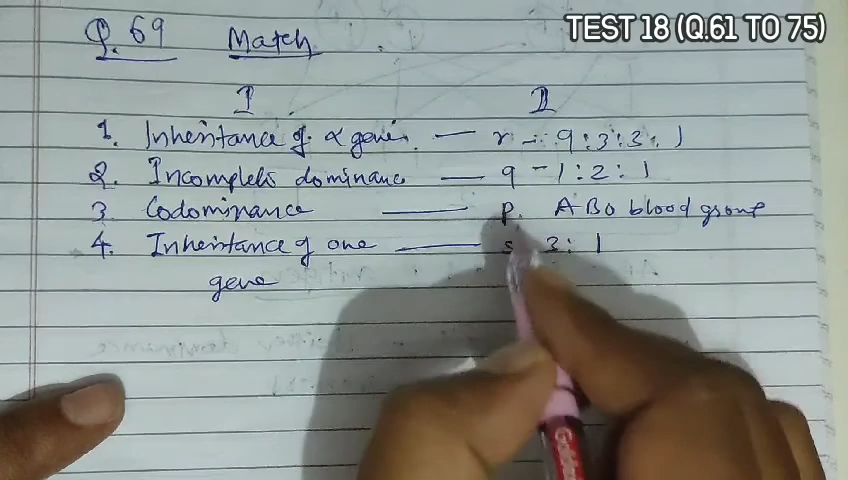 TEST 18 (Q.61 TO 75)
Q. 69 Match
I II
1. Inheritance of 2 genes. — r — 9:3:3:1
2. Incomplete dominance — q — 1:2:1
3. Codominance — p. ABO blood group
4. Inheritance of one — s 3:1
gene